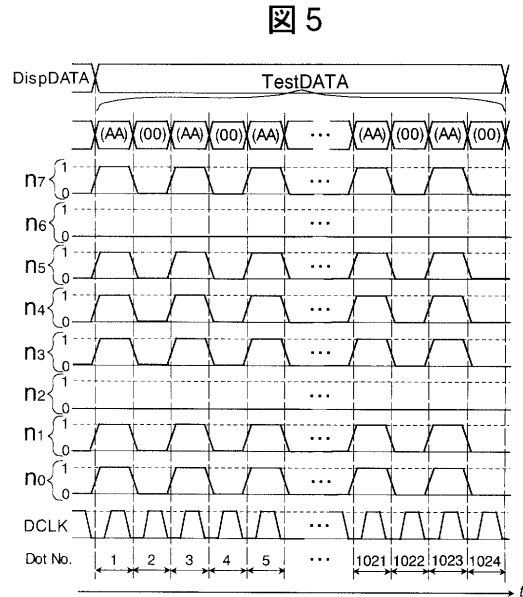 図5
DispDATA TestDATA
(AA) (00) (AA) (00) (AA) ··· (AA) (00) (AA) (00)
n7 1 0 ···
n6 1 0 ···
n5 1 0 ···
n4 1 0 ···
n3 1 0 ···
n2 1 0 ···
n1 1 0 ···
n0 1 0 ···
DCLK ···
Dot No. 1 2 3 4 5 ··· 1021 1022 1023 1024
t